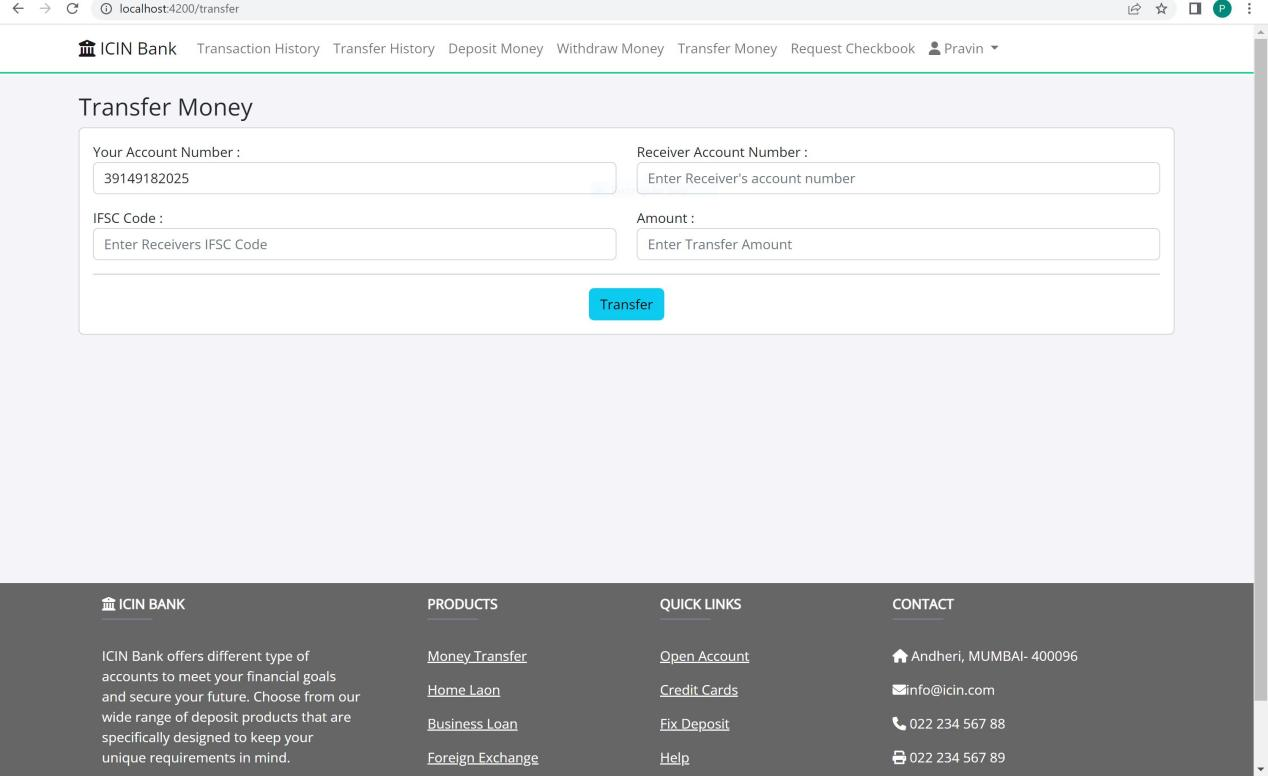 localhost:4200/transfer
P
ICIN Bank Transaction History Transfer History Deposit Money Withdraw Money Transfer Money Request Checkbook Pravin
Transfer Money
Your Account Number : Receiver Account Number :
39149182025 Enter Receiver's account number
IFSC Code : Amount :
Enter Receivers IFSC Code Enter Transfer Amount
Transfer
ICIN BANK
ICIN Bank offers different type of
accounts to meet your financial goals
and secure your future. Choose from our
wide range of deposit products that are
specifically designed to keep your
unique requirements in mind.
PRODUCTS
Money Transfer
Home Laon
Business Loan
Foreign Exchange
QUICK LINKS
Open Account
Credit Cards
Fix Deposit
Help
CONTACT
Andheri, MUMBAI- 400096
info@icin.com
022 234 567 88
022 234 567 89